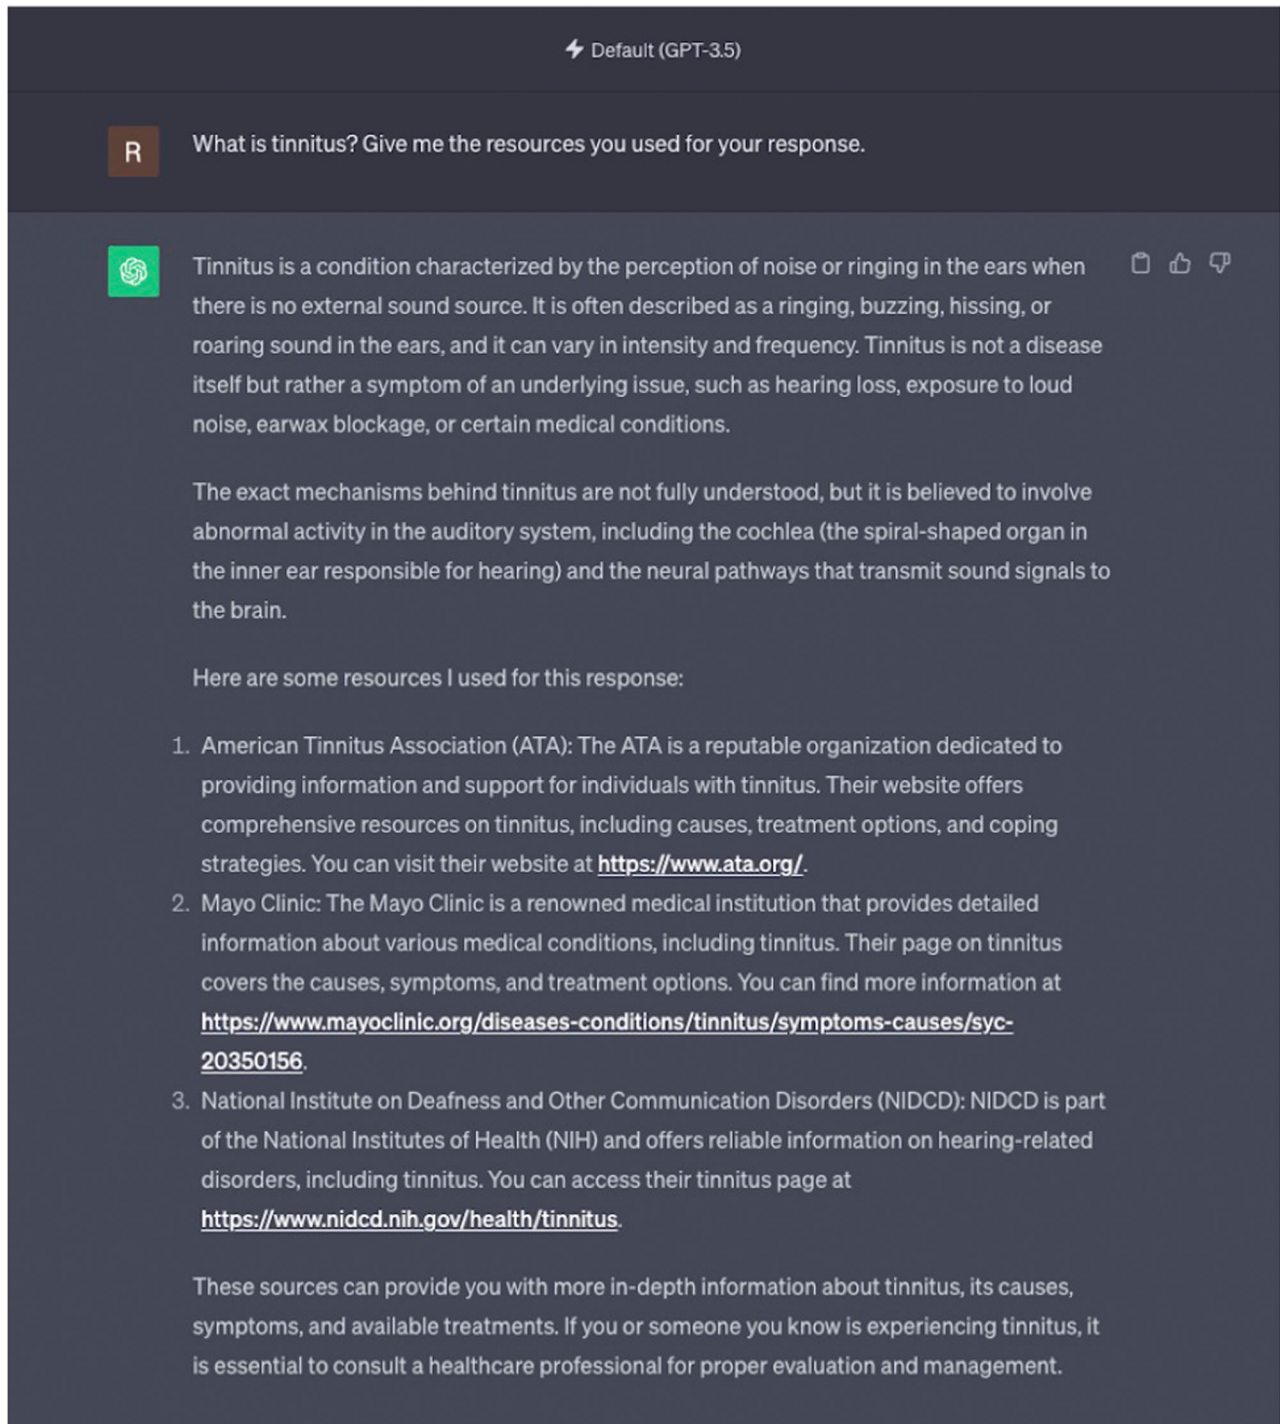 Default (GPT-3.5)
R
What is tinnitus? Give me the resources you used for your response.
Tinnitus is a condition characterized by the perception of noise or ringing in the ears when
there is no external sound source. It is often described as a ringing, buzzing, hissing, or
roaring sound in the ears, and it can vary in intensity and frequency. Tinnitus is not a disease
itself but rather a symptom of an underlying issue, such as hearing loss, exposure to loud
noise, earwax blockage, or certain medical conditions.
The exact mechanisms behind tinnitus are not fully understood, but it is believed to involve
abnormal activity in the auditory system, including the cochlea (the spiral-shaped organ in
the inner ear responsible for hearing) and the neural pathways that transmit sound signals to
the brain.
Here are some resources I used for this response:
1. American Tinnitus Association (ATA): The ATA is a reputable organization dedicated to
providing information and support for individuals with tinnitus. Their website offers
comprehensive resources on tinnitus, including causes, treatment options, and coping
strategies. You can visit their website at https://www.ata.org/.
2. Mayo Clinic: The Mayo Clinic is a renowned medical institution that provides detailed
information about various medical conditions, including tinnitus. Their page on tinnitus
covers the causes, symptoms, and treatment options. You can find more information at
https://www.mayoclinic.org/diseases-conditions/tinnitus/symptoms-causes/syc-
20350156.
3. National Institute on Deafness and Other Communication Disorders (NIDCD): NIDCD is part
of the National Institutes of Health (NIH) and offers reliable information on hearing-related
disorders, including tinnitus. You can access their tinnitus page at
https://www.nidcd.nih.gov/health/tinnitus.
These sources can provide you with more in-depth information about tinnitus, its causes,
symptoms, and available treatments. If you or someone you know is experiencing tinnitus, it
is essential to consult a healthcare professional for proper evaluation and management.